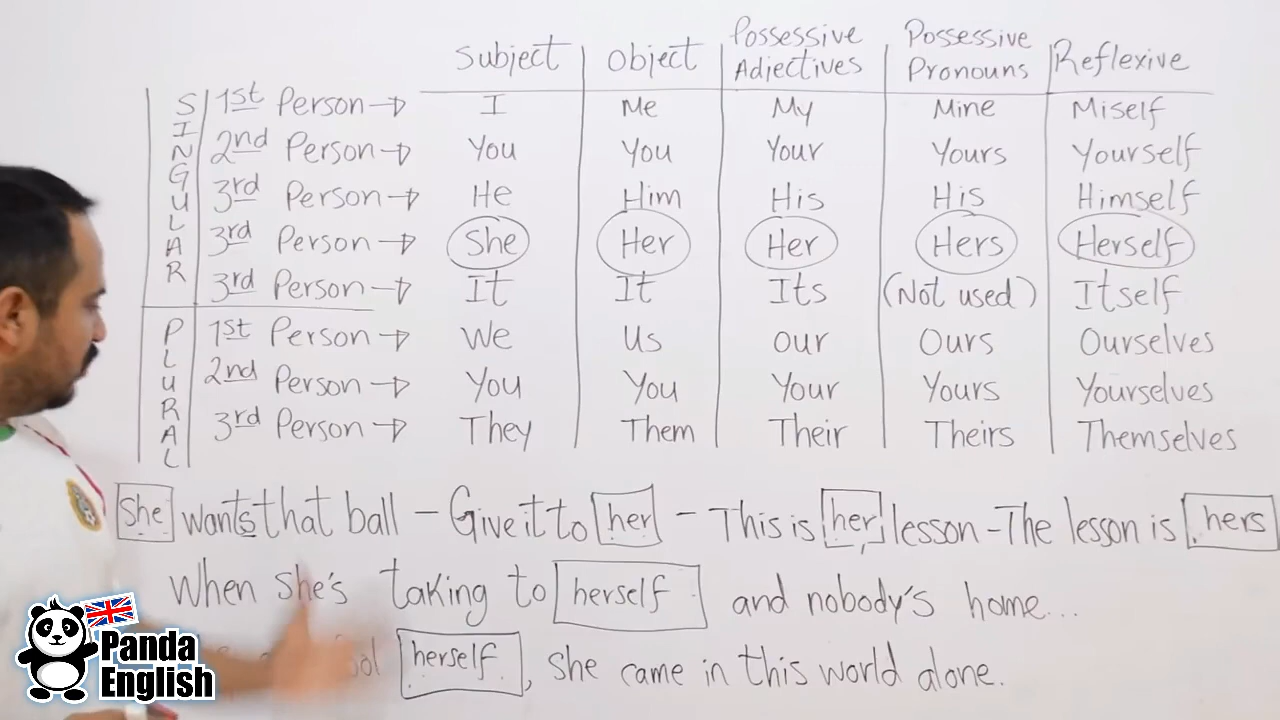 Subject Object Possessive Adjectives Possessive Pronouns Reflexive
SINGULAR
1st Person → I Me My Mine Miself
2nd Person → You You Your Yours Yourself
3rd Person → He Him His His Himself
3rd Person → She Her Her Hers Herself
3rd Person → It It Its (Not used) Itself
PLURAL
1st Person → We Us Our Ours Ourselves
2nd Person → You You Your Yours Yourselves
3rd Person → They Them Their Theirs Themselves
She wants that ball - Give it to her - This is her lesson - The lesson is hers
When she's taking to herself and nobody's home...
herself, she came in this world alone.
Panda
English